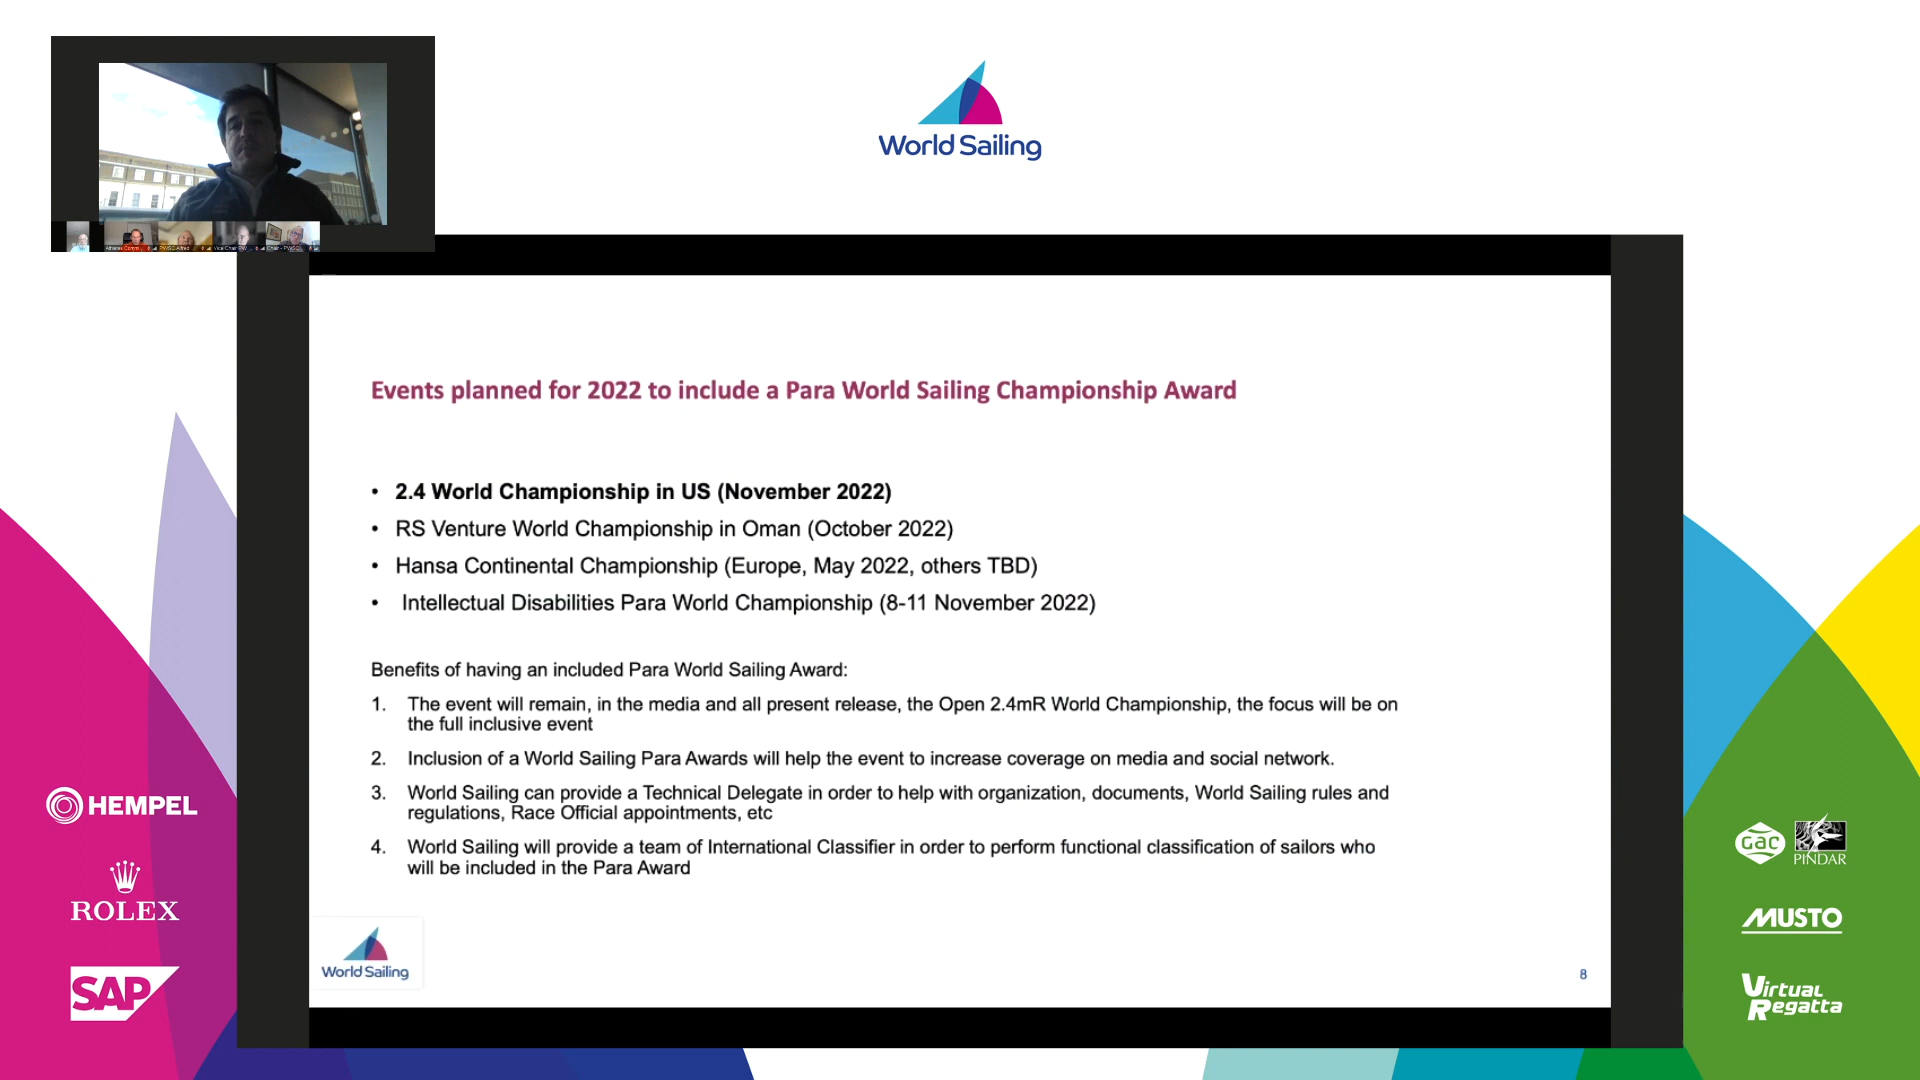 World Sailing
PWSC Alfred
Events planned for 2022 to include a Para World Sailing Championship Award
• 2.4 World Championship in US (November 2022)
• RS Venture World Championship in Oman (October 2022)
• Hansa Continental Championship (Europe, May 2022, others TBD)
• Intellectual Disabilities Para World Championship (8-11 November 2022)
Benefits of having an included Para World Sailing Award:
1. The event will remain, in the media and all present release, the Open 2.4mR World Championship, the focus will be on
the full inclusive event
2. Inclusion of a World Sailing Para Awards will help the event to increase coverage on media and social network.
3. World Sailing can provide a Technical Delegate in order to help with organization, documents, World Sailing rules and
regulations, Race Official appointments, etc
4. World Sailing will provide a team of International Classifier in order to perform functional classification of sailors who
will be included in the Para Award
World Sailing
8
HEMPEL
ROLEX
SAP
GAC
PINDAR
MUSTO
Virtual
Regatta